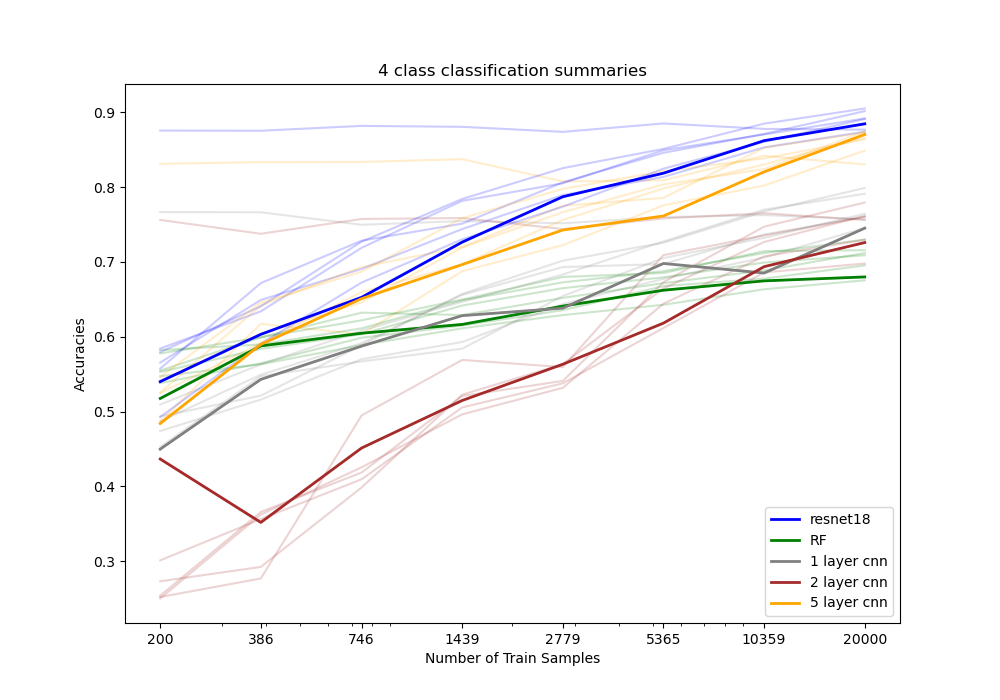 4 class classification summaries
Accuracies
0.9
0.8
0.7
0.6
0.5
0.4
0.3
resnet18
RF
1 layer cnn
2 layer cnn
5 layer cnn
200 386 746 1439 2779 5365 10359 20000
Number of Train Samples